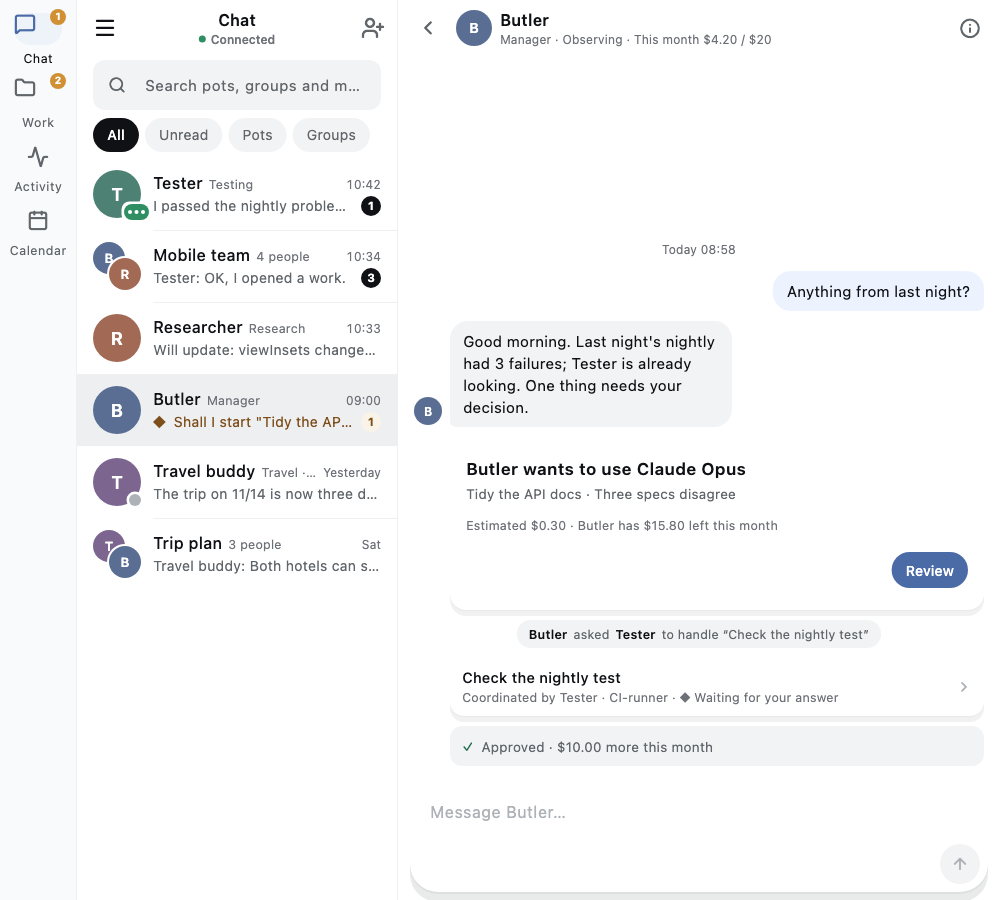 1
Chat
2
Work
Activity
Calendar
Chat
Connected
Search pots, groups and m…
All
Unread
Pots
Groups
T
Tester Testing 10:42
I passed the nightly proble… 1
B
R
Mobile team 4 people 10:34
Tester: OK, I opened a work. 3
R
Researcher Research 10:33
Will update: viewInsets change…
B
Butler Manager 09:00
◆ Shall I start "Tidy the AP… 1
T
Travel buddy Travel ·… Yesterday
The trip on 11/14 is now three d…
T
B
Trip plan 3 people Sat
Travel buddy: Both hotels can s…
B
Butler
Manager · Observing · This month $4.20 / $20
Today 08:58
Anything from last night?
Good morning. Last night's nightly
had 3 failures; Tester is already
looking. One thing needs your
decision.
B
Butler wants to use Claude Opus
Tidy the API docs · Three specs disagree
Estimated $0.30 · Butler has $15.80 left this month
Review
Butler asked Tester to handle “Check the nightly test”
Check the nightly test
Coordinated by Tester · CI-runner · ◆ Waiting for your answer
✓ Approved · $10.00 more this month
Message Butler…